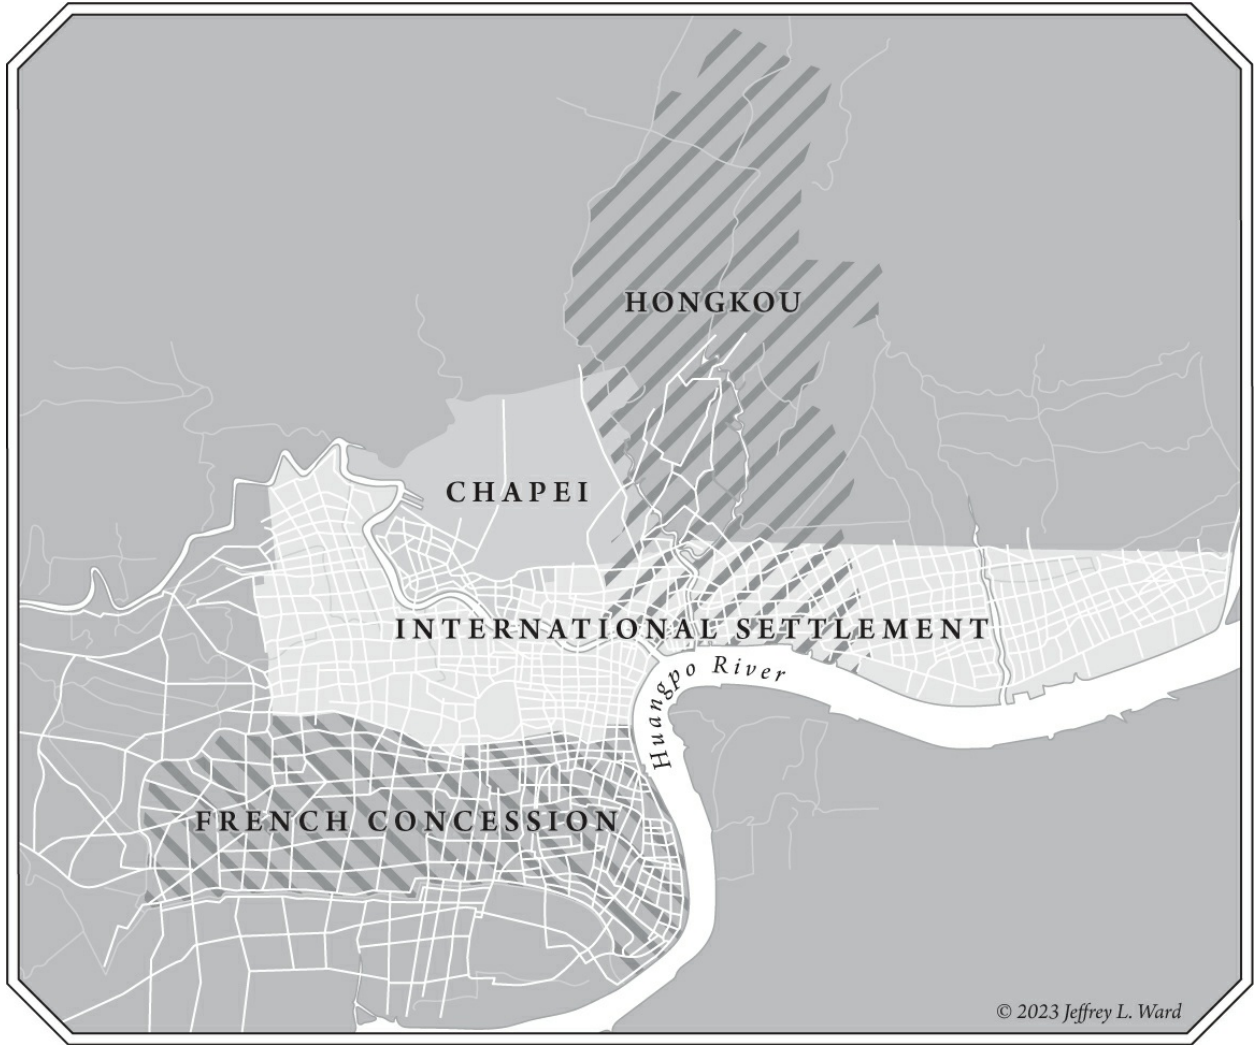 HONGKOU
CHAPEI
INTERNATIONAL SETTLEMENT
Huangpo River
FRENCH CONCESSION
© 2023 Jeffrey L. Ward